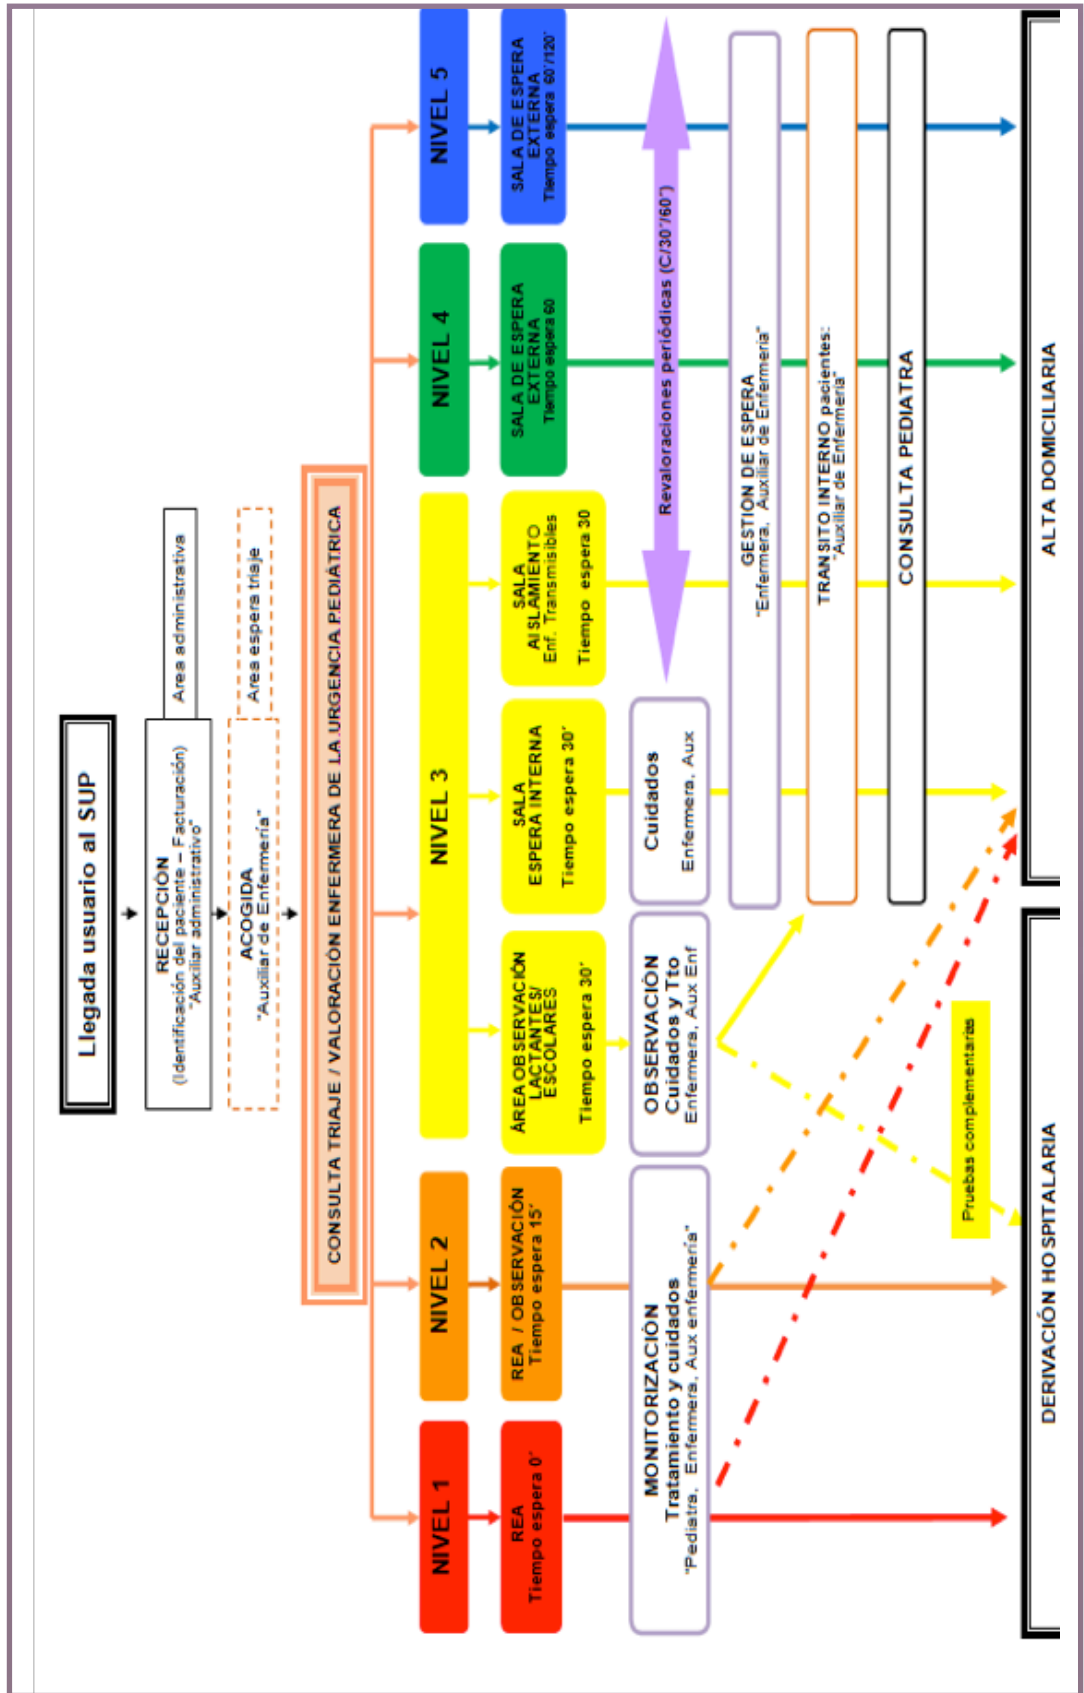 Llegada usuario al SUP
RECEPCIÓN
(Identificación del paciente – Facturación)
"Auxiliar administrativo"
Area administrativa
ACOGIDA
"Auxiliar de Enfermería"
Area espera triaje
CONSULTA TRIAJE / VALORACIÓN ENFERMERA DE LA URGENCIA PEDIÁTRICA
NIVEL 1
NIVEL 2
NIVEL 3
NIVEL 4
NIVEL 5
REA
Tiempo espera 0´
REA / OBSERVACIÓN
Tiempo espera 15´
ÁREA OBSERVACIÓN
LACTANTES/
ESCOLARES
Tiempo espera 30´
SALA
ESPERA INTERNA
Tiempo espera 30´
SALA
AISLAMIENTO
Enf. Transmisibles
Tiempo espera 30
SALA DE ESPERA
EXTERNA
Tiempo espera 60
SALA DE ESPERA
EXTERNA
Tiempo espera 60´/120´
MONITORIZACIÓN
Tratamiento y cuidados
"Pediatra, Enfermera, Aux enfermería"
OBSERVACIÓN
Cuidados y Tto
Enfermera, Aux Enf
Cuidados
Enfermera, Aux
Revaloraciones periódicas (C/30´/60´)
GESTIÓN DE ESPERA
"Enfermera, Auxiliar de Enfermería"
TRANSITO INTERNO pacientes:
"Auxiliar de Enfermería"
CONSULTA PEDIATRA
Pruebas complementarias
DERIVACIÓN HOSPITALARIA
ALTA DOMICILIARIA